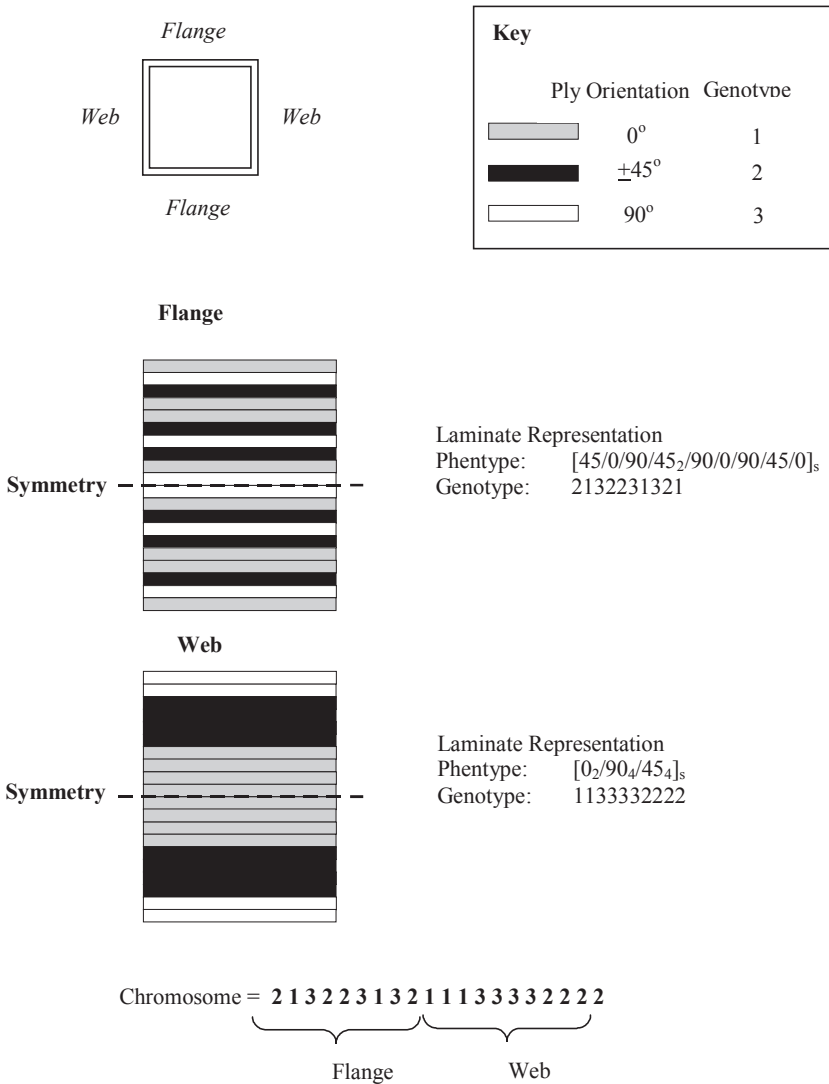 Flange
Web
Web
Flange
Key
Ply Orientation Genotype
0° 1
±45° 2
90° 3
Flange
Symmetry
Laminate Representation
Phentype: [45/0/90/45₂/90/0/90/45/0]ₛ
Genotype: 2132231321
Web
Symmetry
Laminate Representation
Phentype: [0₂/90₄/45₄]ₛ
Genotype: 1133332222
Chromosome = 2 1 3 2 2 3 1 3 2 1 1 1 3 3 3 3 2 2 2 2
Flange Web